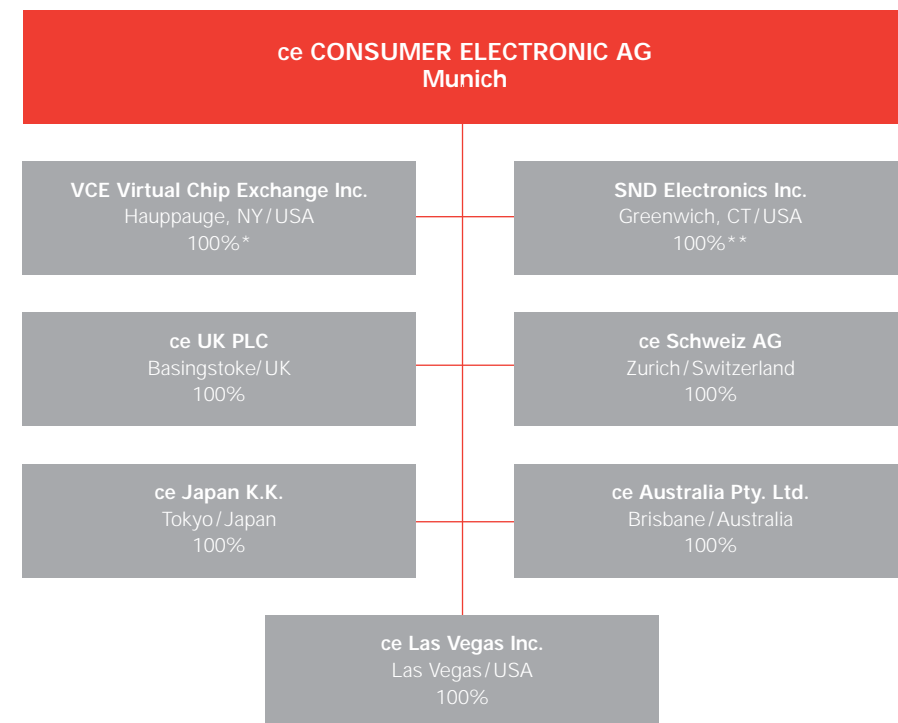 ce CONSUMER ELECTRONIC AG
Munich
VCE Virtual Chip Exchange Inc.
Hauppauge, NY/USA
100%*
SND Electronics Inc.
Greenwich, CT/USA
100%**
ce UK PLC
Basingstoke/UK
100%
ce Schweiz AG
Zurich/Switzerland
100%
ce Japan K.K.
Tokyo/Japan
100%
ce Australia Pty. Ltd.
Brisbane/Australia
100%
ce Las Vegas Inc.
Las Vegas/USA
100%